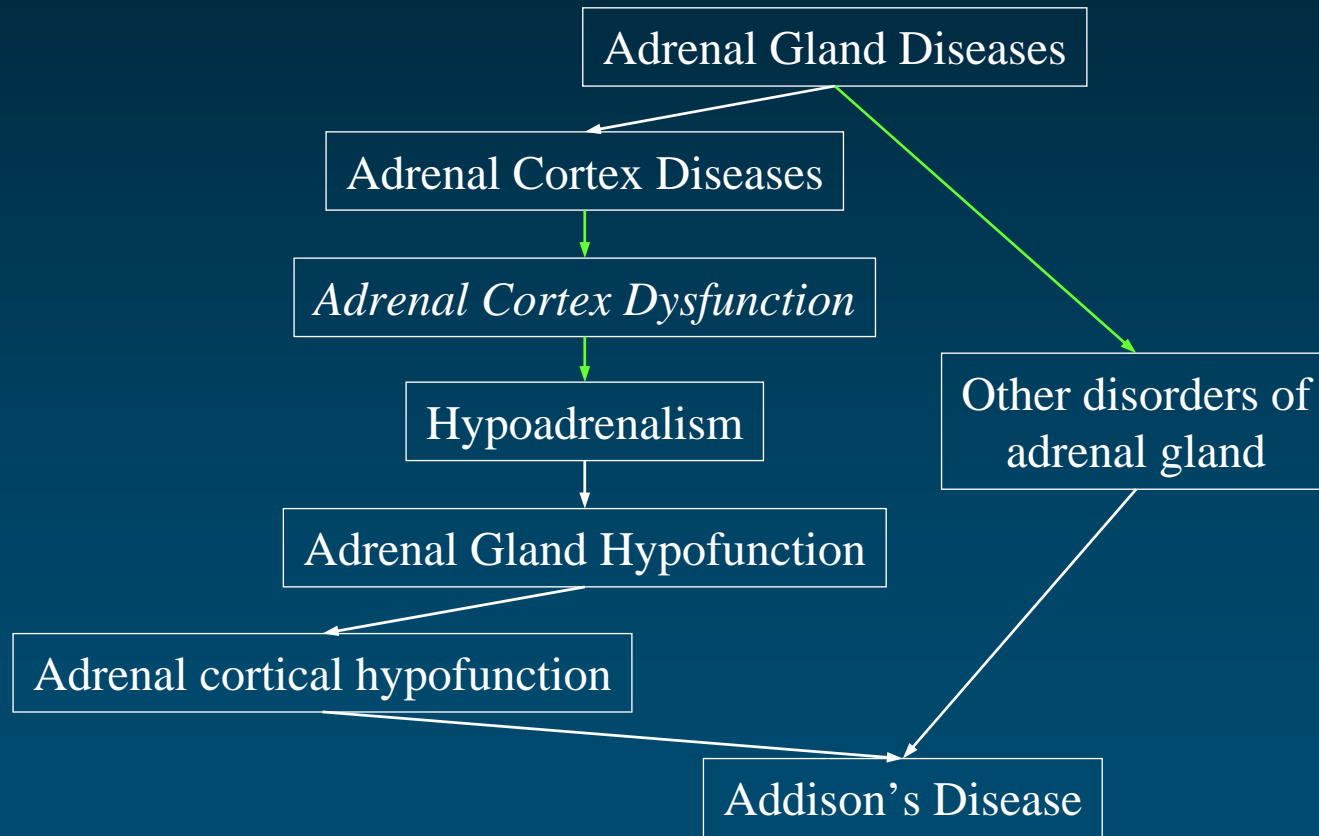 Adrenal Gland Diseases
Adrenal Cortex Diseases
Adrenal Cortex Dysfunction
Hypoadrenalism
Other disorders of
adrenal gland
Adrenal Gland Hypofunction
Adrenal cortical hypofunction
Addison’s Disease